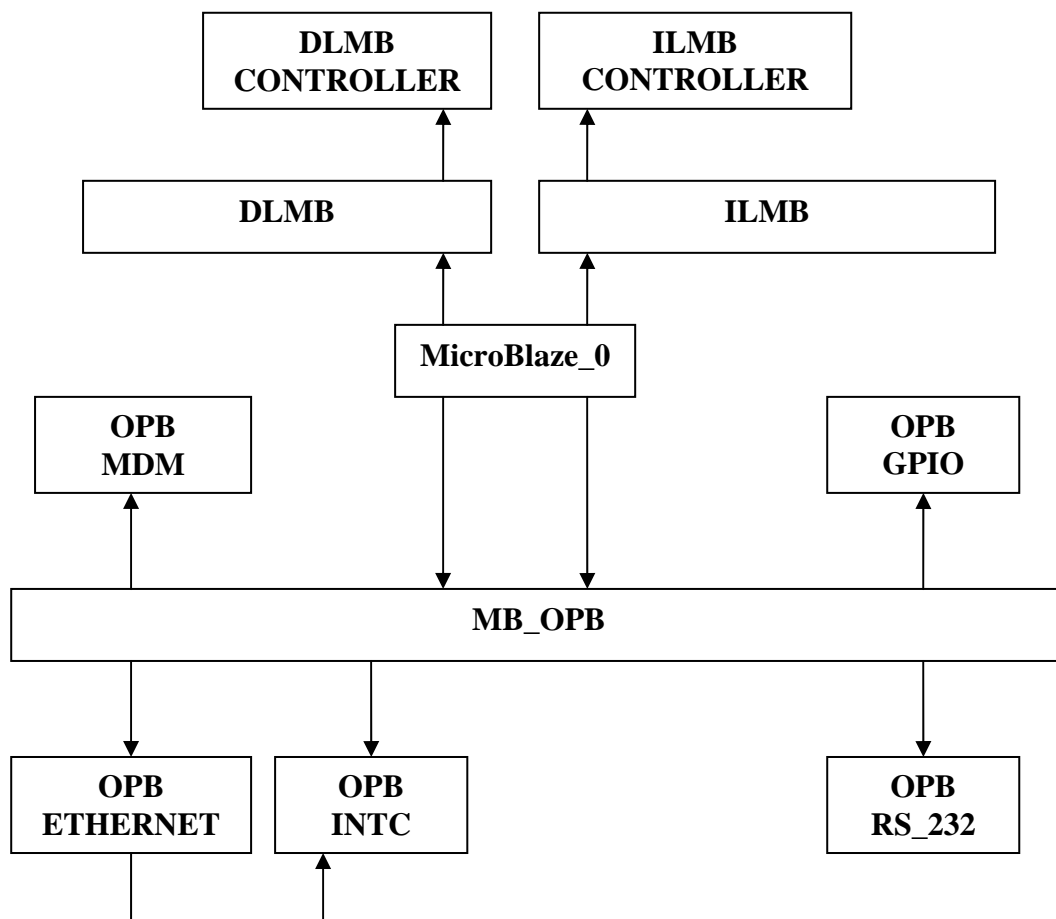 DLMB
CONTROLLER
ILMB
CONTROLLER
DLMB
ILMB
MicroBlaze_0
OPB
MDM
OPB
GPIO
MB_OPB
OPB
ETHERNET
OPB
INTC
OPB
RS_232